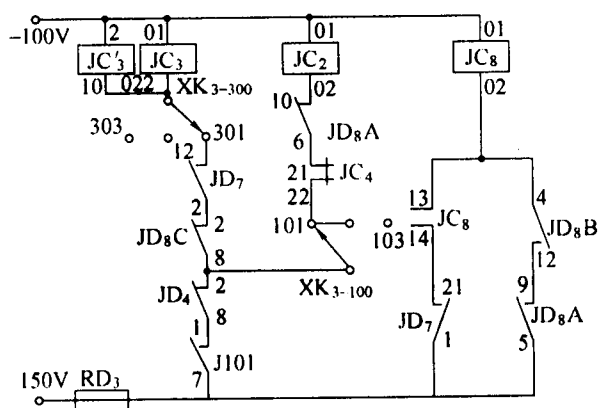 2 01 01 01
−100V
JC′3 JC3 JC2 JC8
10 022 02 02
XK3-300
10
303 301 JD8A
12 6
JD7 21 JC4
22 13 4
2 2 101 JC8 JD8B
JD8C 103 14
8 12
XK3-100
JD4 2 21 9
8 JD7 JD8A
1 J101 1 5
7
150V RD3